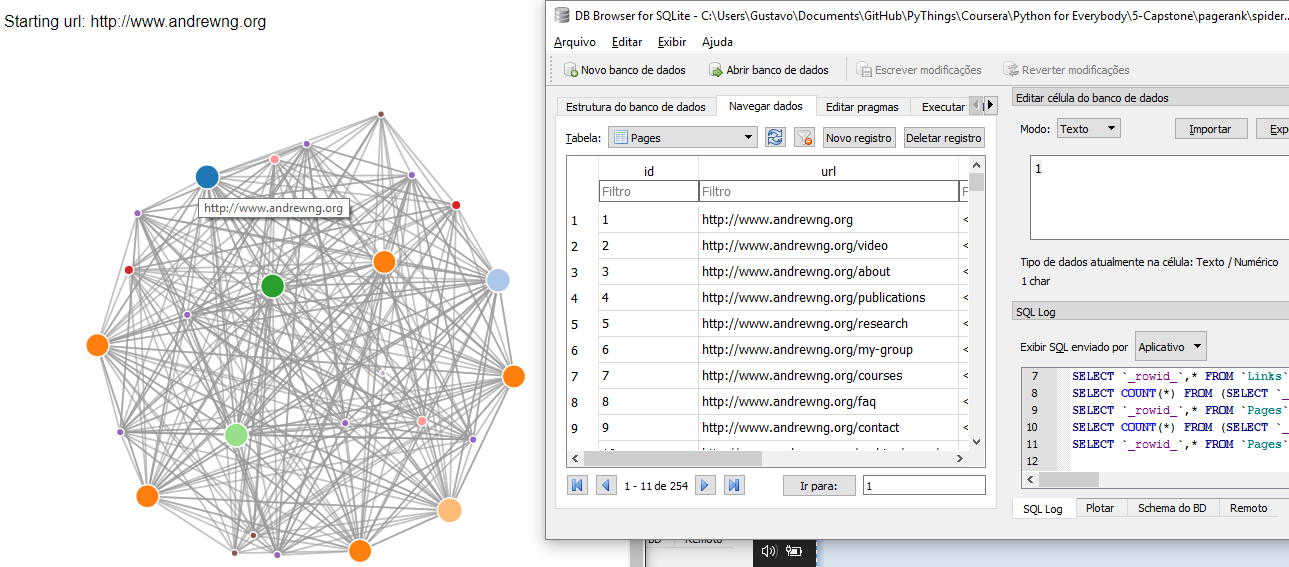 Starting url: http://www.andrewng.org
http://www.andrewng.org
DB Browser for SQLite - C:\Users\Gustavo\Documents\GitHub\PyThings\Coursera\Python for Everybody\5-Capstone\pagerank\spider...
Arquivo Editar Exibir Ajuda
Novo banco de dados Abrir banco de dados Escrever modificações Reverter modificações
Estrutura do banco de dados Navegar dados Editar pragmas Executar
Tabela: Pages Novo registro Deletar registro
id url
Filtro Filtro F
1 1 http://www.andrewng.org <
2 2 http://www.andrewng.org/video <
3 3 http://www.andrewng.org/about <
4 4 http://www.andrewng.org/publications <
5 5 http://www.andrewng.org/research <
6 6 http://www.andrewng.org/my-group <
7 7 http://www.andrewng.org/courses <
8 8 http://www.andrewng.org/faq <
9 9 http://www.andrewng.org/contact <
1 - 11 de 254 Ir para: 1
Editar célula do banco de dados
Modo: Texto Importar Exp
1
Tipo de dados atualmente na célula: Texto / Numérico
1 char
SQL Log
Exibir SQL enviado por Aplicativo
7 SELECT `_rowid_`,* FROM `Links`
8 SELECT COUNT(*) FROM (SELECT `_
9 SELECT `_rowid_`,* FROM `Pages`
10 SELECT COUNT(*) FROM (SELECT `_
11 SELECT `_rowid_`,* FROM `Pages`
12
SQL Log Plotar Schema do BD Remoto
BD Remoto